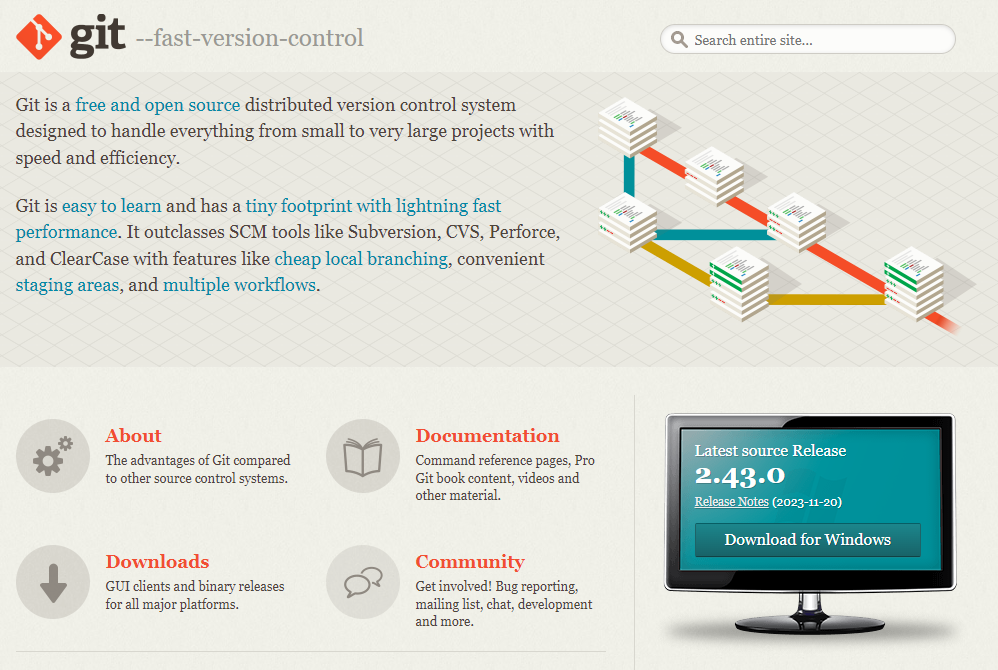 git --fast-version-control
Search entire site...
Git is a free and open source distributed version control system
designed to handle everything from small to very large projects with
speed and efficiency.
Git is easy to learn and has a tiny footprint with lightning fast
performance. It outclasses SCM tools like Subversion, CVS, Perforce,
and ClearCase with features like cheap local branching, convenient
staging areas, and multiple workflows.
About
The advantages of Git compared
to other source control systems.
Documentation
Command reference pages, Pro
Git book content, videos and
other material.
Downloads
GUI clients and binary releases
for all major platforms.
Community
Get involved! Bug reporting,
mailing list, chat, development
and more.
Latest source Release
2.43.0
Release Notes (2023-11-20)
Download for Windows